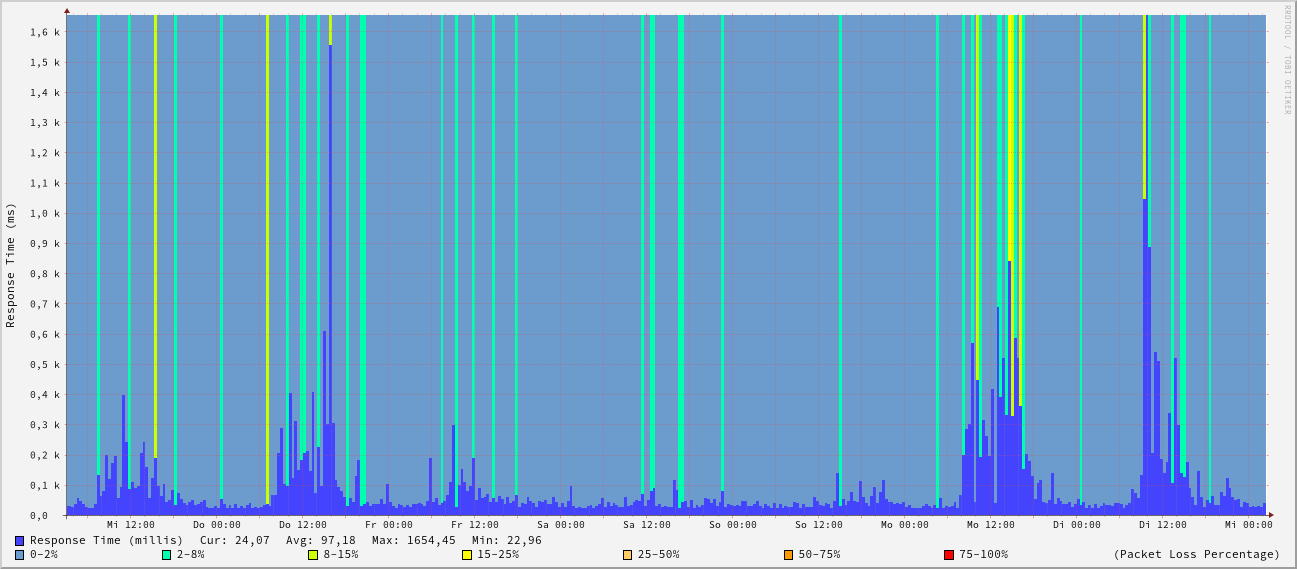 RRDTOOL / TOBI OETIKER
Response Time (ms)
1,6 k
1,5 k
1,4 k
1,3 k
1,2 k
1,1 k
1,0 k
0,9 k
0,8 k
0,7 k
0,6 k
0,5 k
0,4 k
0,3 k
0,2 k
0,1 k
0,0
Mi 12:00 Do 00:00 Do 12:00 Fr 00:00 Fr 12:00 Sa 00:00 Sa 12:00 So 00:00 So 12:00 Mo 00:00 Mo 12:00 Di 00:00 Di 12:00 Mi 00:00
Response Time (millis) Cur: 24,07 Avg: 97,18 Max: 1654,45 Min: 22,96
0-2% 2-8% 8-15% 15-25% 25-50% 50-75% 75-100% (Packet Loss Percentage)